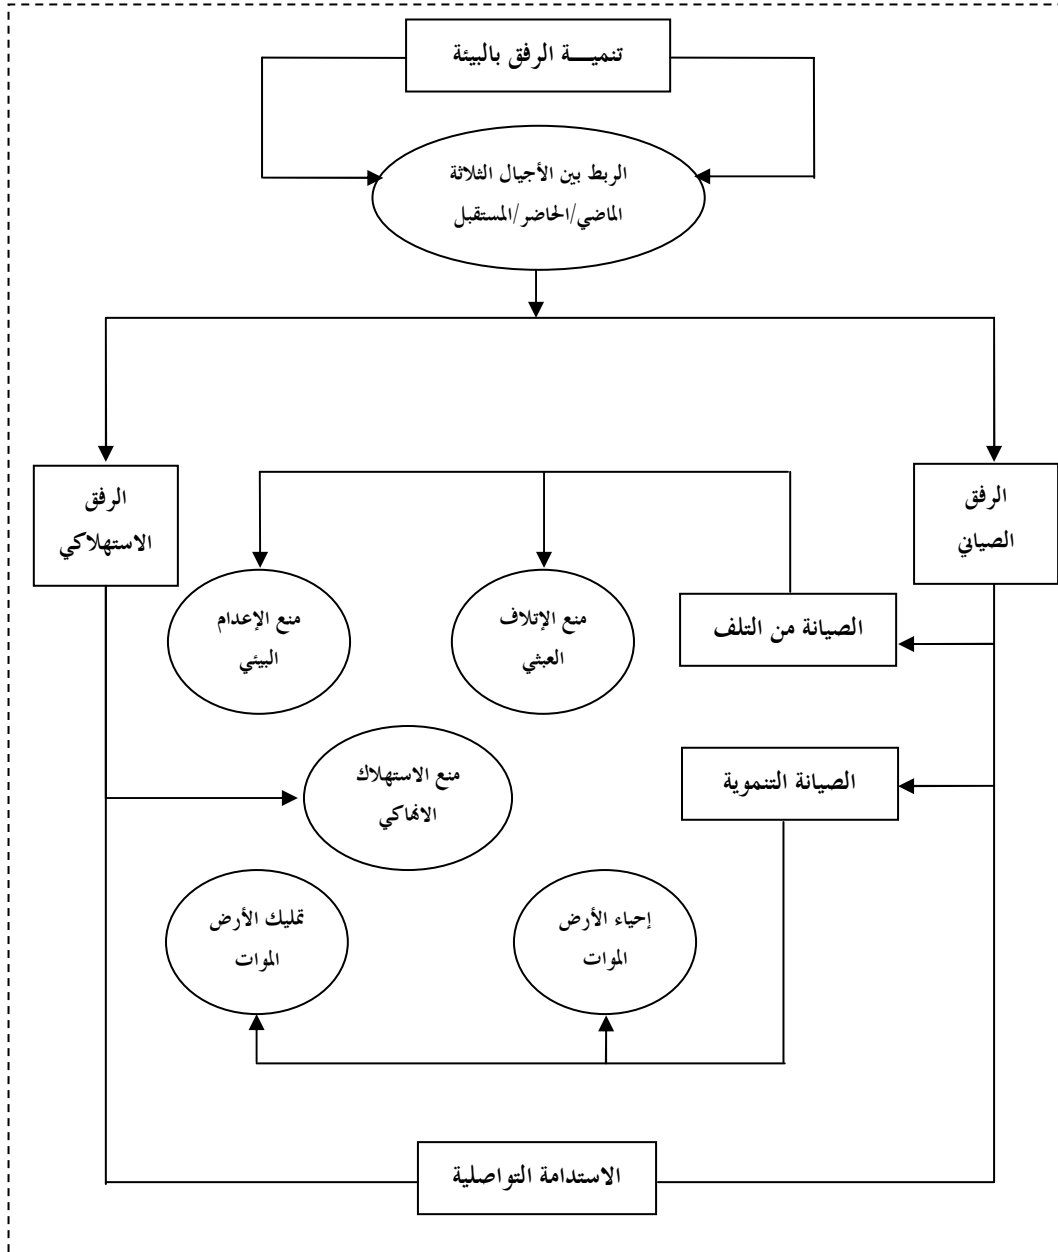 تنميـــة الرفق بالبيئة
الربط بين الأجيال الثلاثة
الماضي/الحاضر/المستقبل
الرفق
الصياني
الرفق
الاستهلاكي
الصيانة من التلف
منع الإتلاف
العبثي
منع الإعدام
البيئي
الصيانة التنموية
منع الاستهلاك
الانهاكي
إحياء الأرض
الموات
تمليك الأرض
الموات
الاستدامة التواصلية